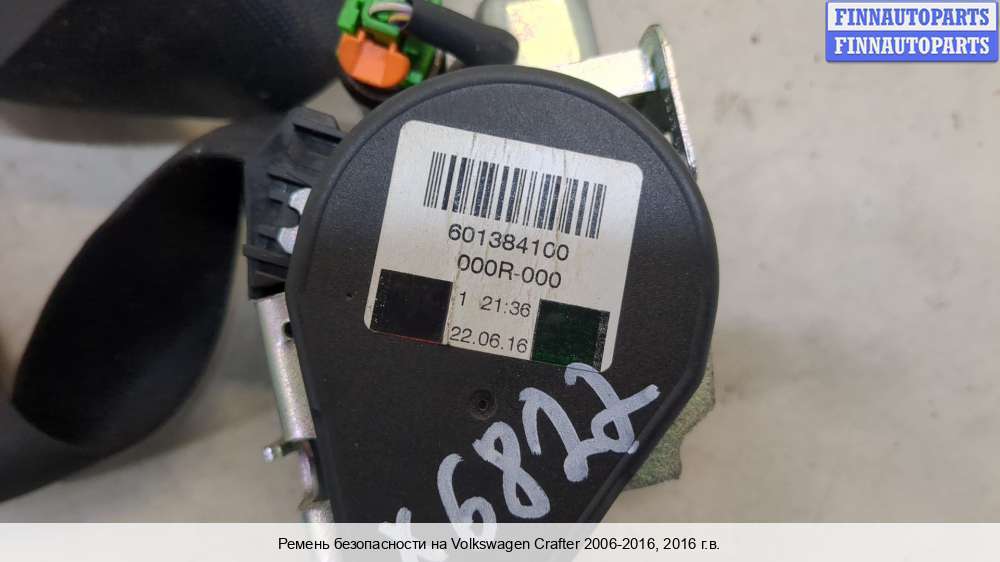 FINNAUTOPARTS
FINNAUTOPARTS
601384100
000R-000
1 21:36
22.06.16
x6877
Ремень безопасности на Volkswagen Crafter 2006-2016, 2016 г.в.